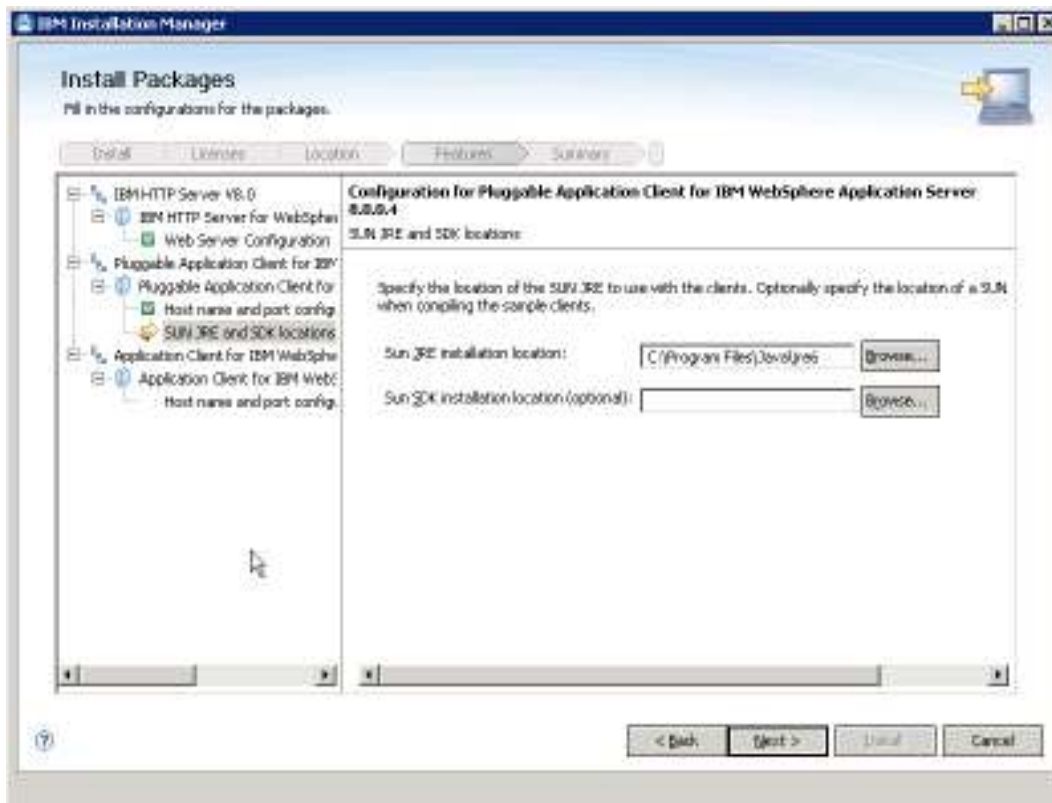 IBM Installation Manager
Install Packages
Fill in the configurations for the packages.
Install Licenses Location Features Summary
IBM HTTP Server V8.0
IBM HTTP Server for WebSpher
Web Server Configuration
Pluggable Application Client for IBM
Pluggable Application Client for
Host name and port config
SUN JRE and SDK locations
Application Client for IBM WebSphe
Application Client for IBM WebS
Host name and port config
Configuration for Pluggable Application Client for IBM WebSphere Application Server
8.0.0.4
SUN JRE and SDK locations
Specify the location of the SUN JRE to use with the clients. Optionally specify the location of a SUN
when compiling the sample clients.
Sun JRE installation location:
C:\Program Files\Java\jre6
Browse...
Sun SDK installation location (optional):
Browse...
< Back
Next >
Install
Cancel